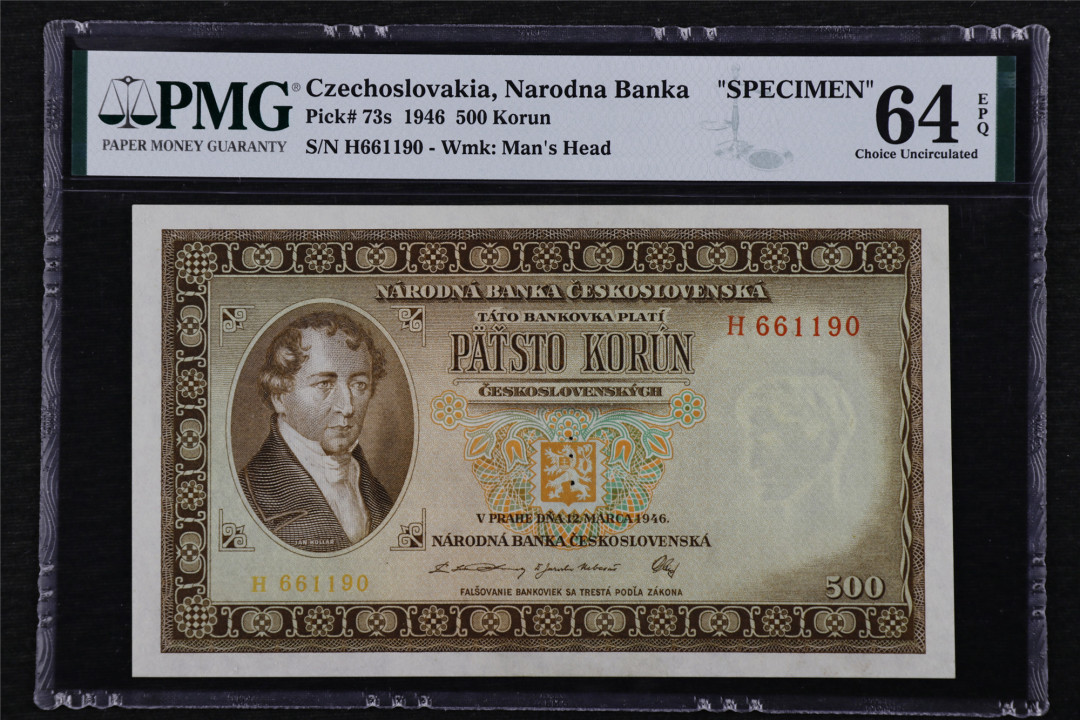 PMG®
PAPER MONEY GUARANTY
Czechoslovakia, Narodna Banka "SPECIMEN"
Pick# 73s 1946 500 Korun
S/N H661190 - Wmk: Man's Head
64
EPQ
Choice Uncirculated
NÁRODNÁ BANKA ČESKOSLOVENSKÁ
TÁTO BANKOVKA PLATÍ
PÄŤSTO KORÚN
ČESKOSLOVENSKÝCH
H 661190
V PRAHE DŇA 12. MARCA 1946.
NÁRODNÁ BANKA ČESKOSLOVENSKÁ
JÁN KOLLÁR
H 661190
500
FALŠOVANIE BANKOVIEK SA TRESTÁ PODĽA ZÁKONA